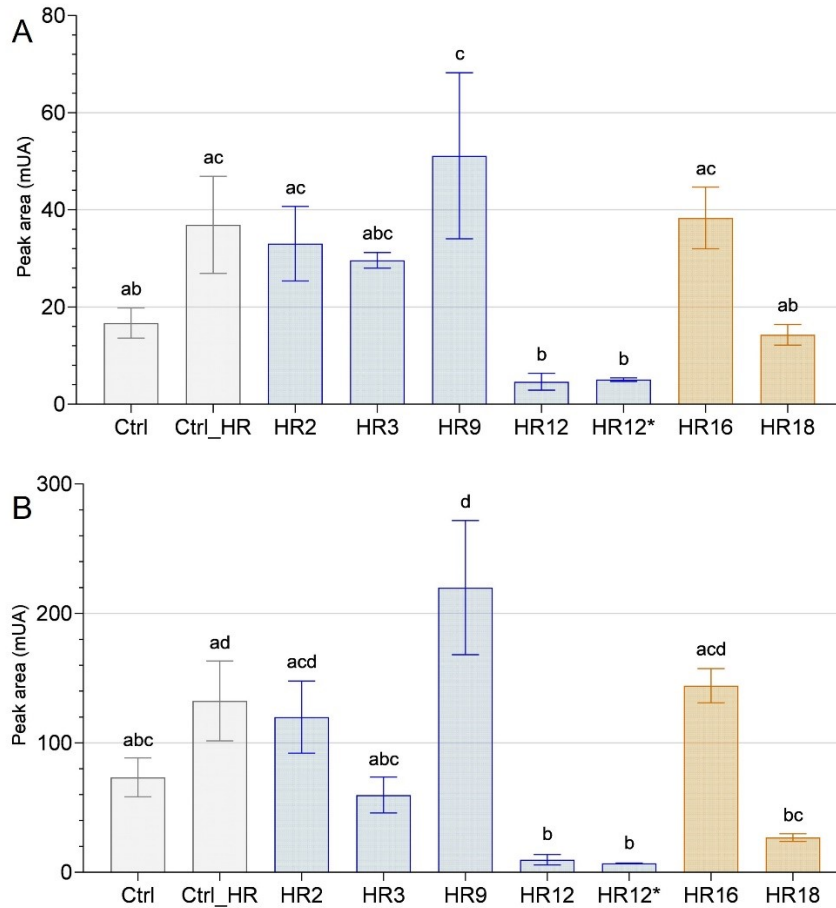 A
80
c
60
ac
ac
ac
abc
40
Peak area (mUA)
ab
ab
20
b
b
0
Ctrl Ctrl_HR HR2 HR3 HR9 HR12 HR12* HR16 HR18
B
300
d
200
ad
acd
acd
Peak area (mUA)
abc
abc
100
bc
b
b
0
Ctrl Ctrl_HR HR2 HR3 HR9 HR12 HR12* HR16 HR18